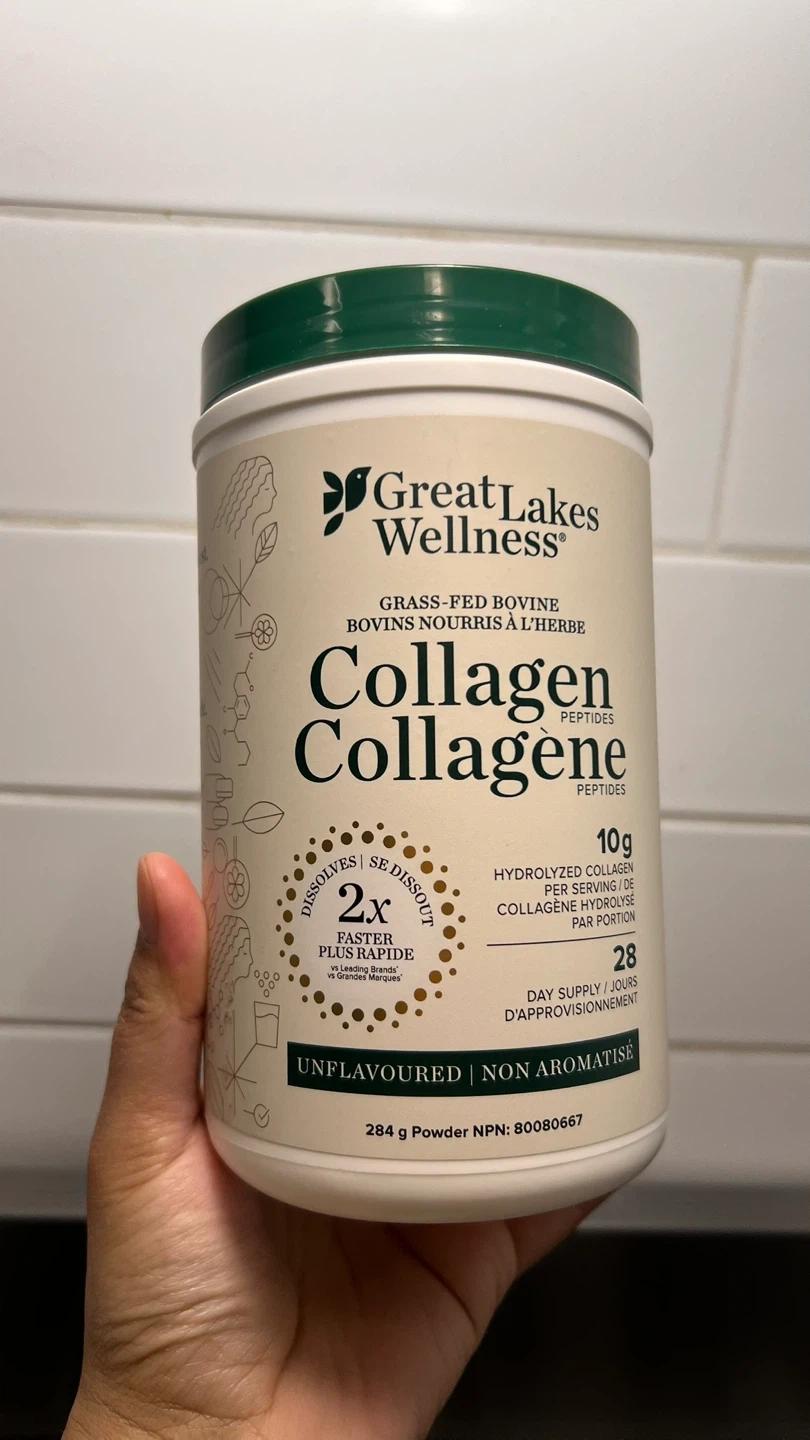 Great Lakes
Wellness®
GRASS-FED BOVINE
BOVINS NOURRIS À L'HERBE
Collagen
PEPTIDES
Collagène
PEPTIDES
DISSOLVES | SE DISSOUT
2x
FASTER
PLUS RAPIDE
vs Leading Brands*
vs Grandes Marques*
10g
HYDROLYZED COLLAGEN
PER SERVING / DE
COLLAGÈNE HYDROLYSÉ
PAR PORTION
28
DAY SUPPLY / JOURS
D'APPROVISIONNEMENT
UNFLAVOURED | NON AROMATISÉ
284 g Powder NPN: 80080667